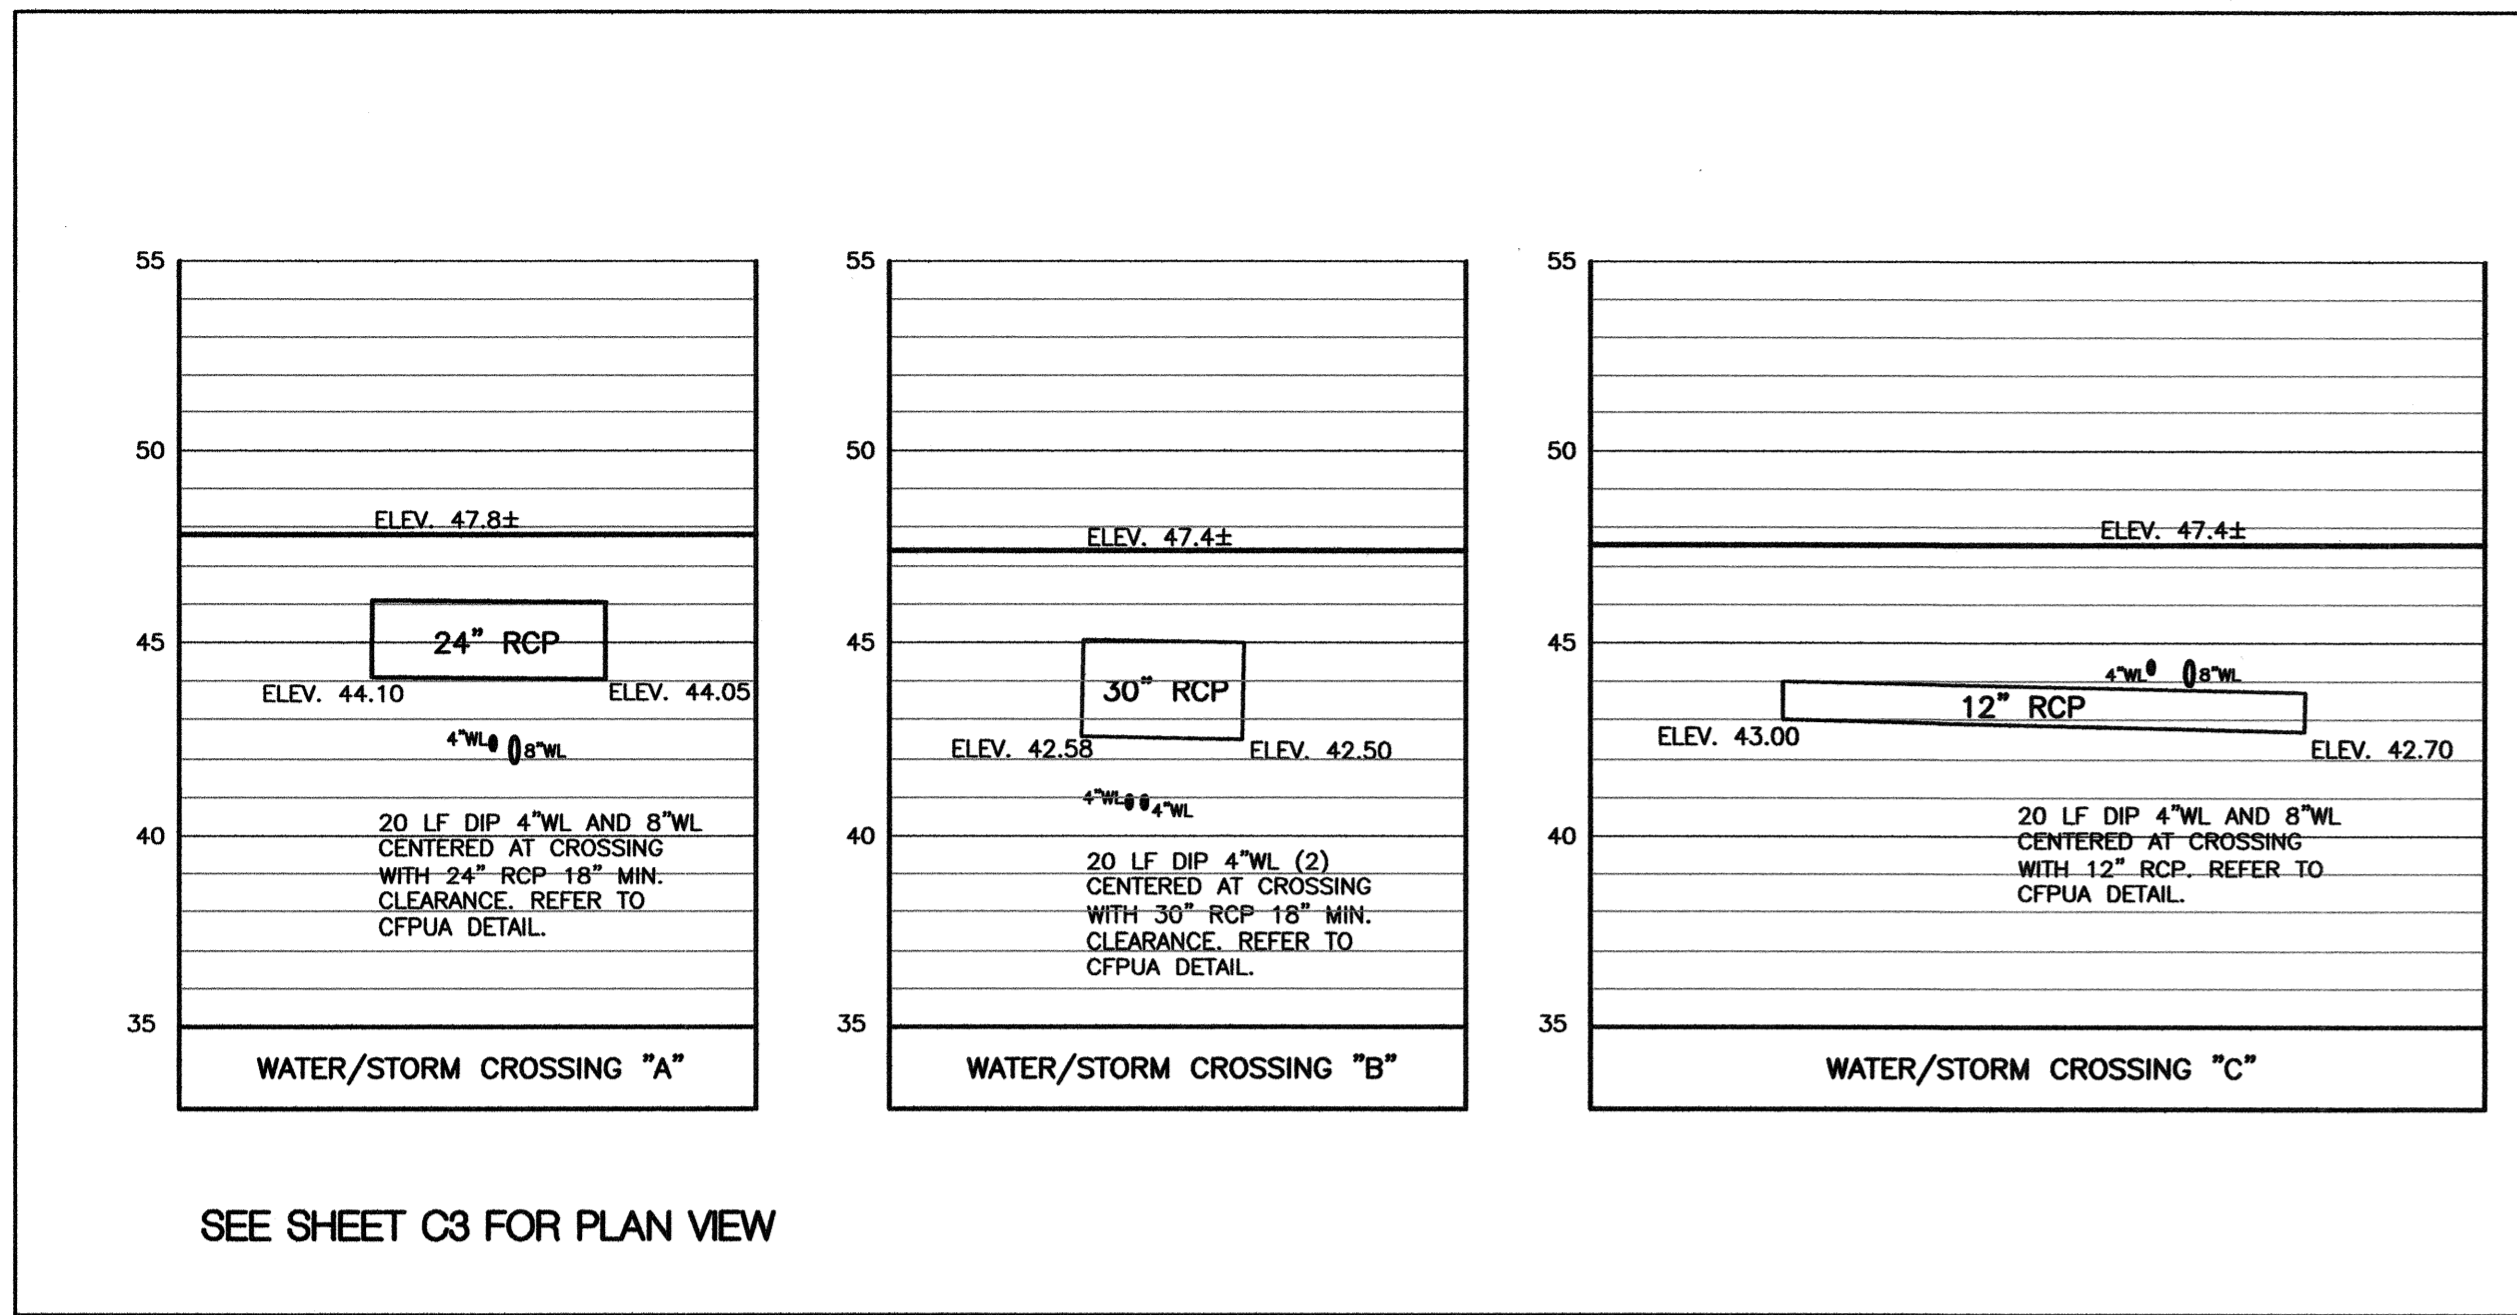 55
50
ELEV. 47.8±
45
24" RCP
ELEV. 44.10
ELEV. 44.05
4"WL
8"WL
40
20 LF DIP 4"WL AND 8"WL
CENTERED AT CROSSING
WITH 24" RCP 18" MIN.
CLEARANCE. REFER TO
CFPUA DETAIL.
35
WATER/STORM CROSSING "A"
55
50
ELEV. 47.4±
45
30" RCP
ELEV. 42.58
ELEV. 42.50
4"WL
4"WL
40
20 LF DIP 4"WL (2)
CENTERED AT CROSSING
WITH 30" RCP 18" MIN.
CLEARANCE. REFER TO
CFPUA DETAIL.
35
WATER/STORM CROSSING "B"
55
50
ELEV. 47.4±
45
4"WL
8"WL
12" RCP
ELEV. 43.00
ELEV. 42.70
40
20 LF DIP 4"WL AND 8"WL
CENTERED AT CROSSING
WITH 12" RCP. REFER TO
CFPUA DETAIL.
35
WATER/STORM CROSSING "C"
SEE SHEET C3 FOR PLAN VIEW